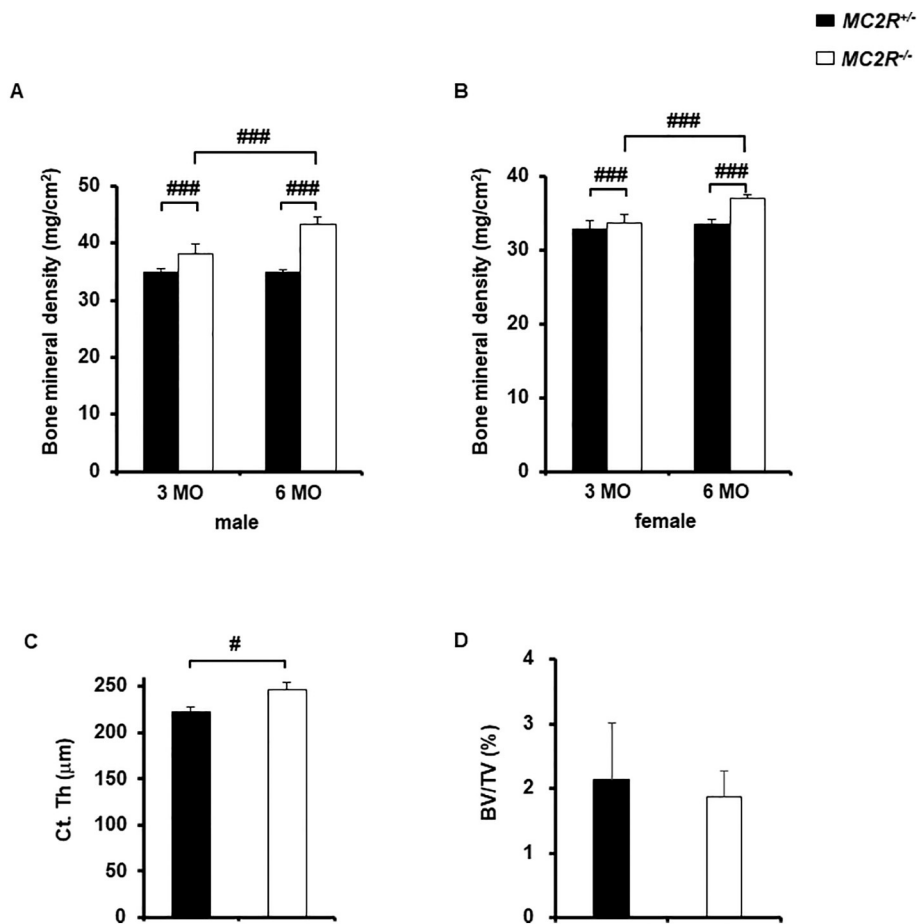 MC2R+/-
MC2R-/-
A
###
###
###
Bone mineral density (mg/cm²)
50
40
30
20
10
0
3 MO
6 MO
male
B
###
###
###
Bone mineral density (mg/cm²)
40
30
20
10
0
3 MO
6 MO
female
C
#
Ct. Th (μm)
250
200
150
100
50
0
D
BV/TV (%)
4
3
2
1
0